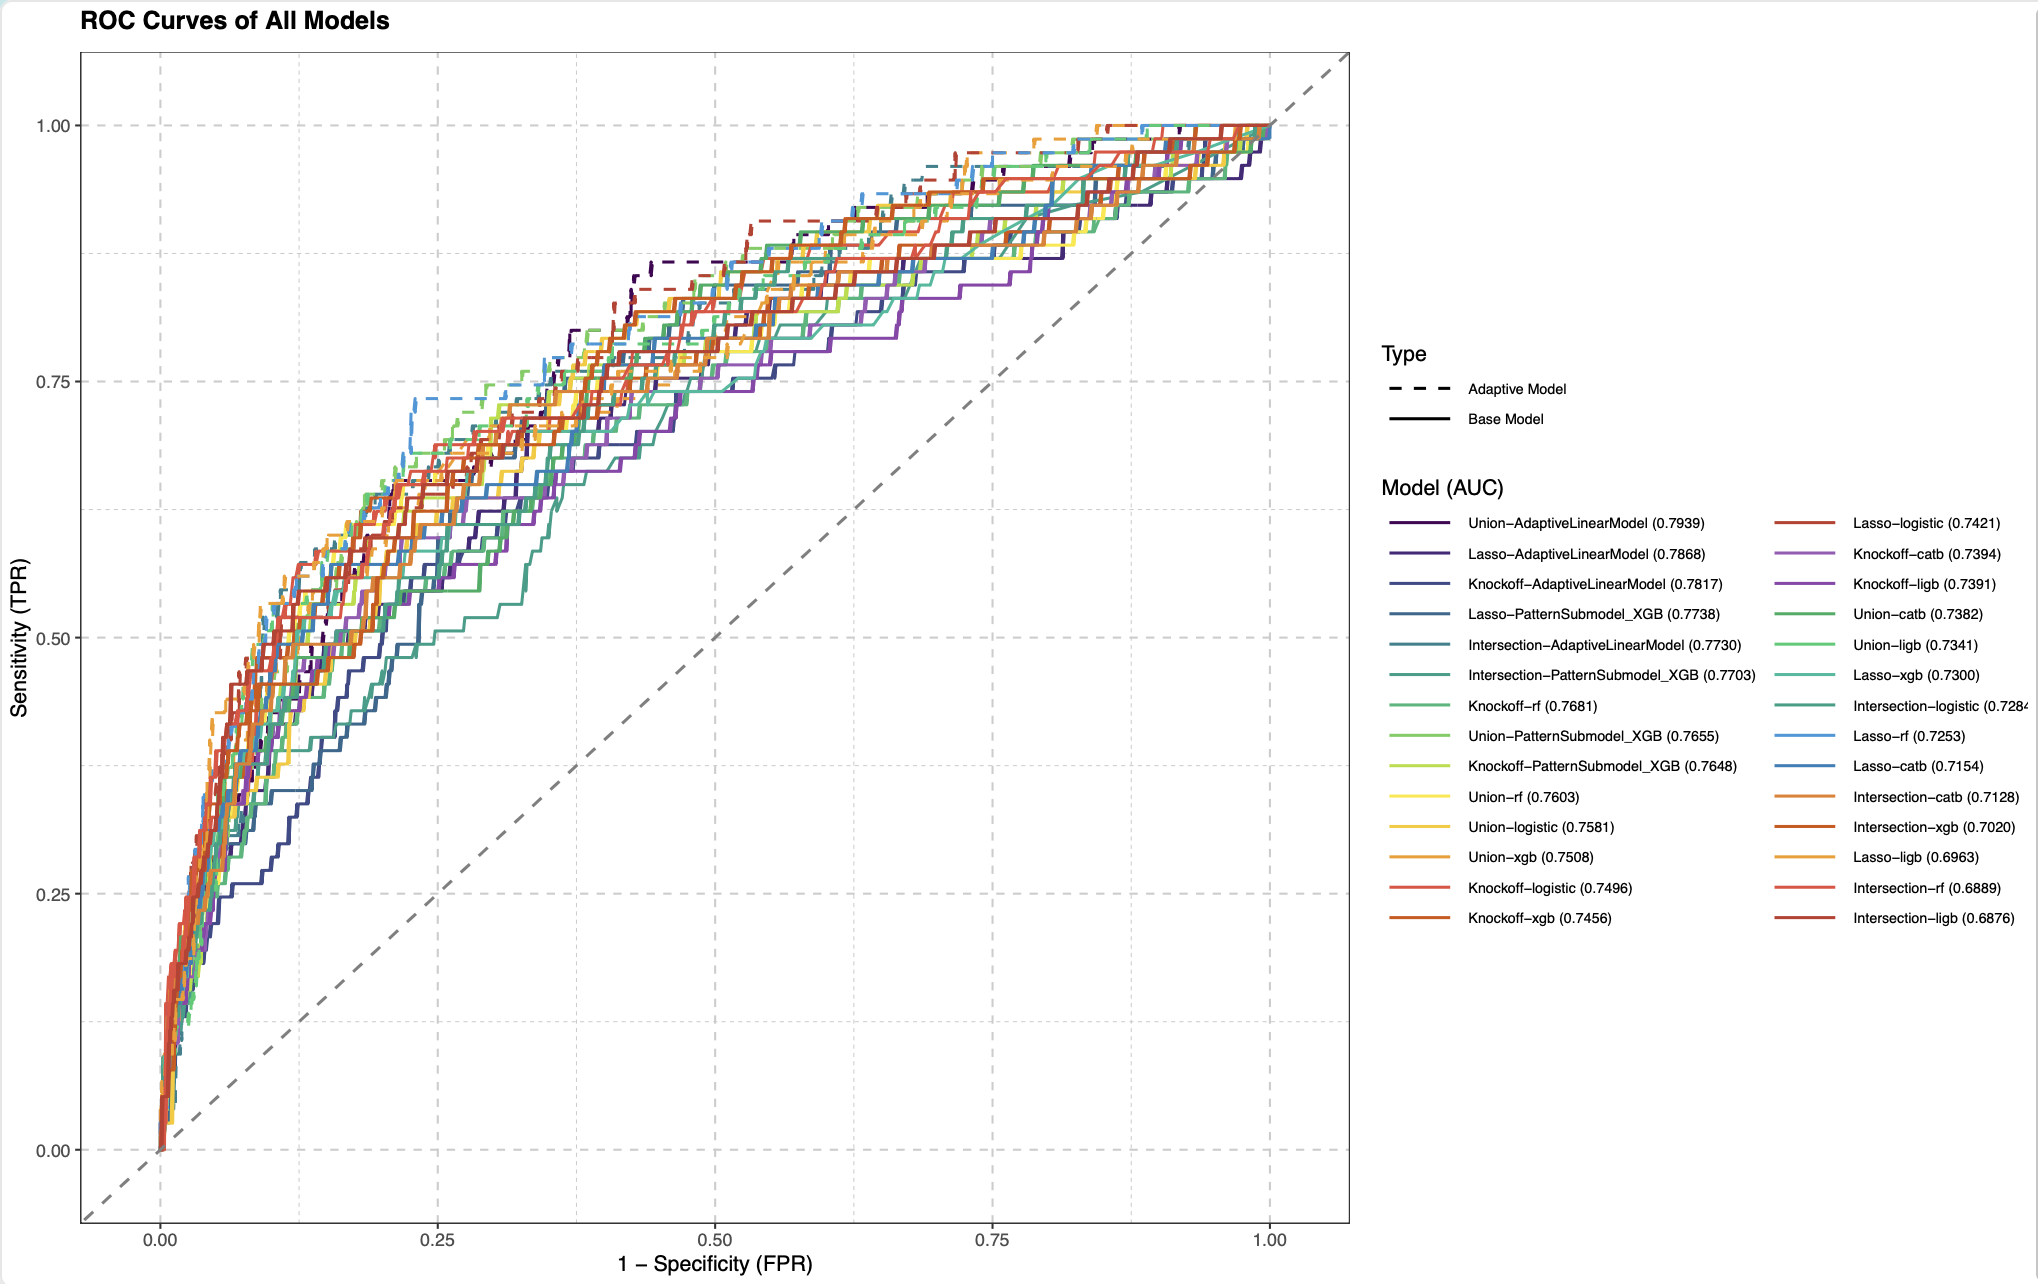 ROC Curves of All Models
1.00
0.75
0.50
0.25
0.00
Sensitivity (TPR)
0.00
0.25
0.50
0.75
1.00
1 − Specificity (FPR)
Type
Adaptive Model
Base Model
Model (AUC)
Union−AdaptiveLinearModel (0.7939)
Lasso−AdaptiveLinearModel (0.7868)
Knockoff−AdaptiveLinearModel (0.7817)
Lasso−PatternSubmodel_XGB (0.7738)
Intersection−AdaptiveLinearModel (0.7730)
Intersection−PatternSubmodel_XGB (0.7703)
Knockoff−rf (0.7681)
Union−PatternSubmodel_XGB (0.7655)
Knockoff−PatternSubmodel_XGB (0.7648)
Union−rf (0.7603)
Union−logistic (0.7581)
Union−xgb (0.7508)
Knockoff−logistic (0.7496)
Knockoff−xgb (0.7456)
Lasso−logistic (0.7421)
Knockoff−catb (0.7394)
Knockoff−ligb (0.7391)
Union−catb (0.7382)
Union−ligb (0.7341)
Lasso−xgb (0.7300)
Intersection−logistic (0.7284
Lasso−rf (0.7253)
Lasso−catb (0.7154)
Intersection−catb (0.7128)
Intersection−xgb (0.7020)
Lasso−ligb (0.6963)
Intersection−rf (0.6889)
Intersection−ligb (0.6876)